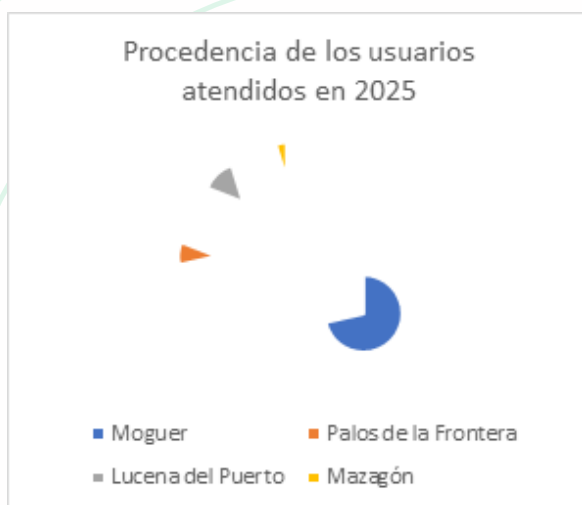 Procedencia de los usuarios
atendidos en 2025
Moguer
Palos de la Frontera
Lucena del Puerto
Mazagón